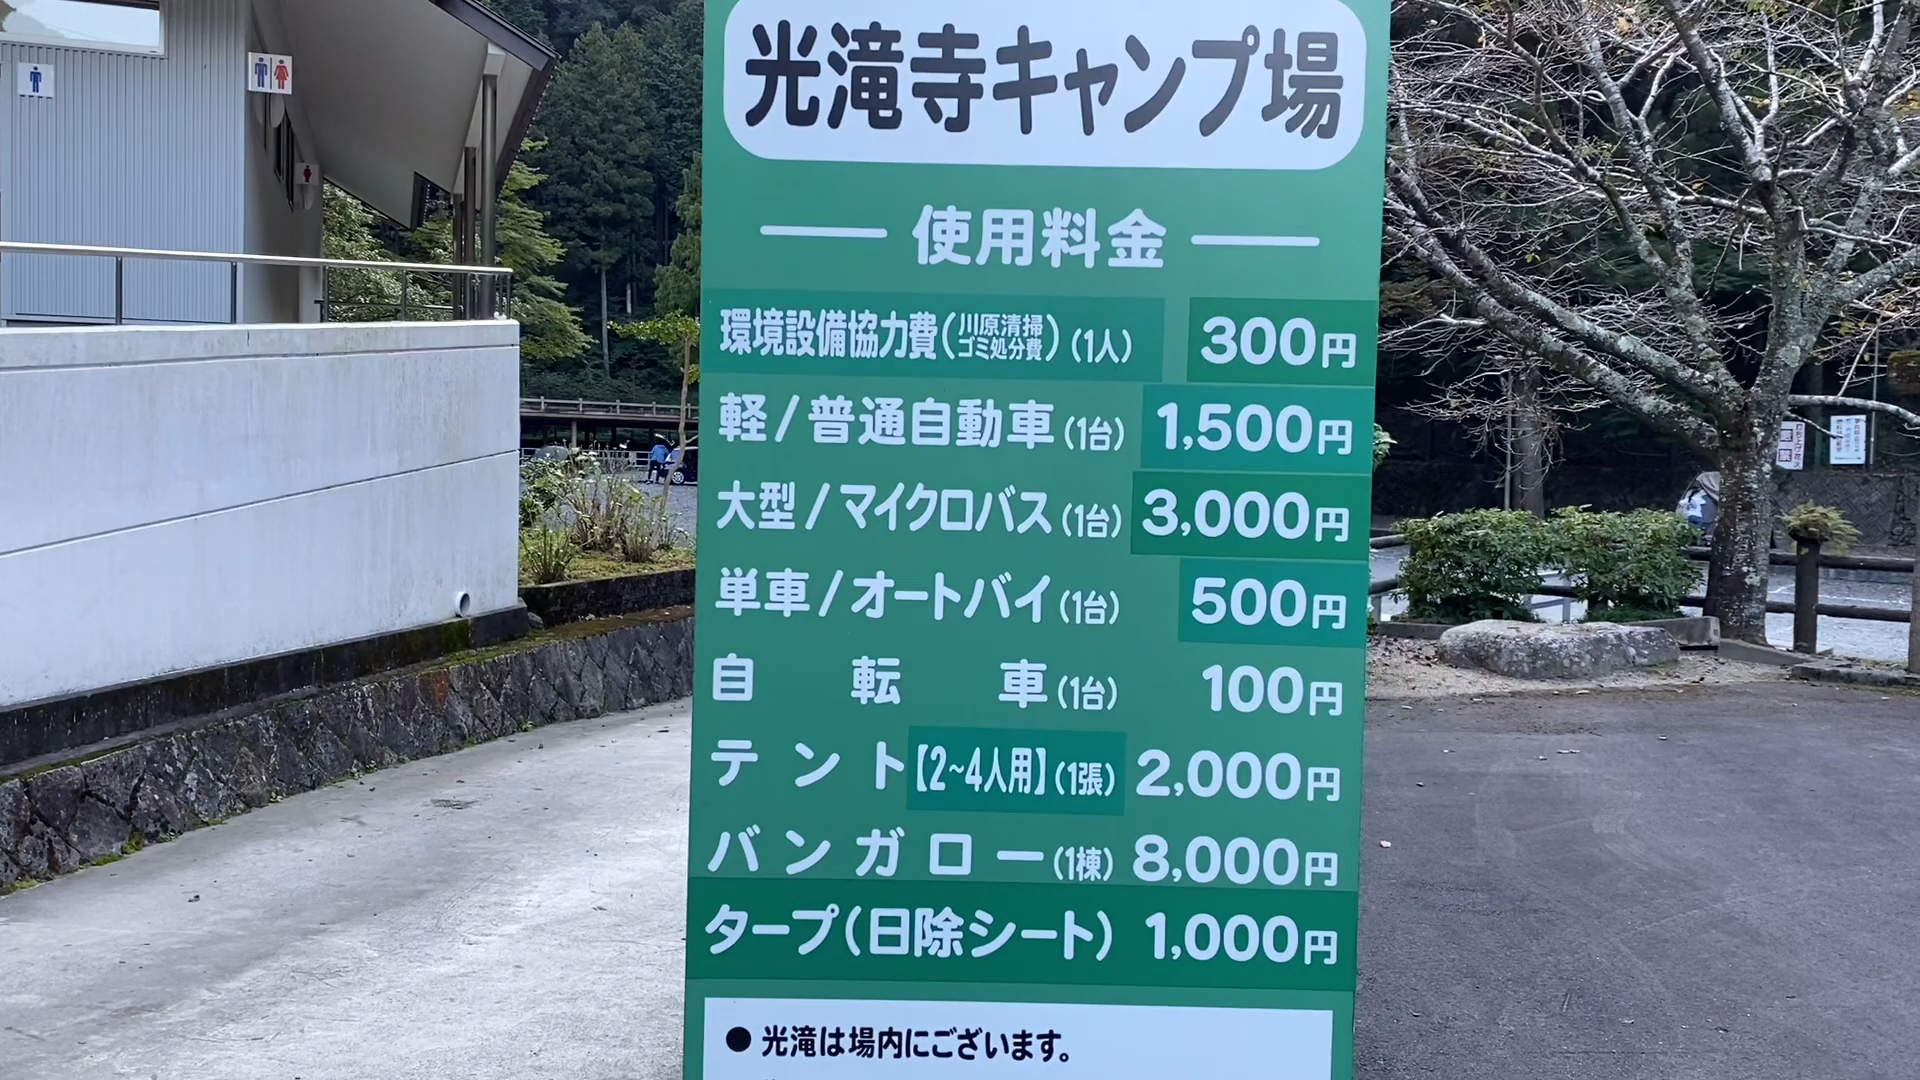 光滝寺キャンプ場
使用料金
環境設備協力費(川原清掃 ゴミ処分費)(1人) 300円
軽/普通自動車(1台) 1,500円
大型/マイクロバス(1台) 3,000円
単車/オートバイ(1台) 500円
自転車(1台) 100円
テント【2~4人用】(1張) 2,000円
バンガロー(1棟) 8,000円
タープ(日除シート) 1,000円
● 光滝は場内にございます。